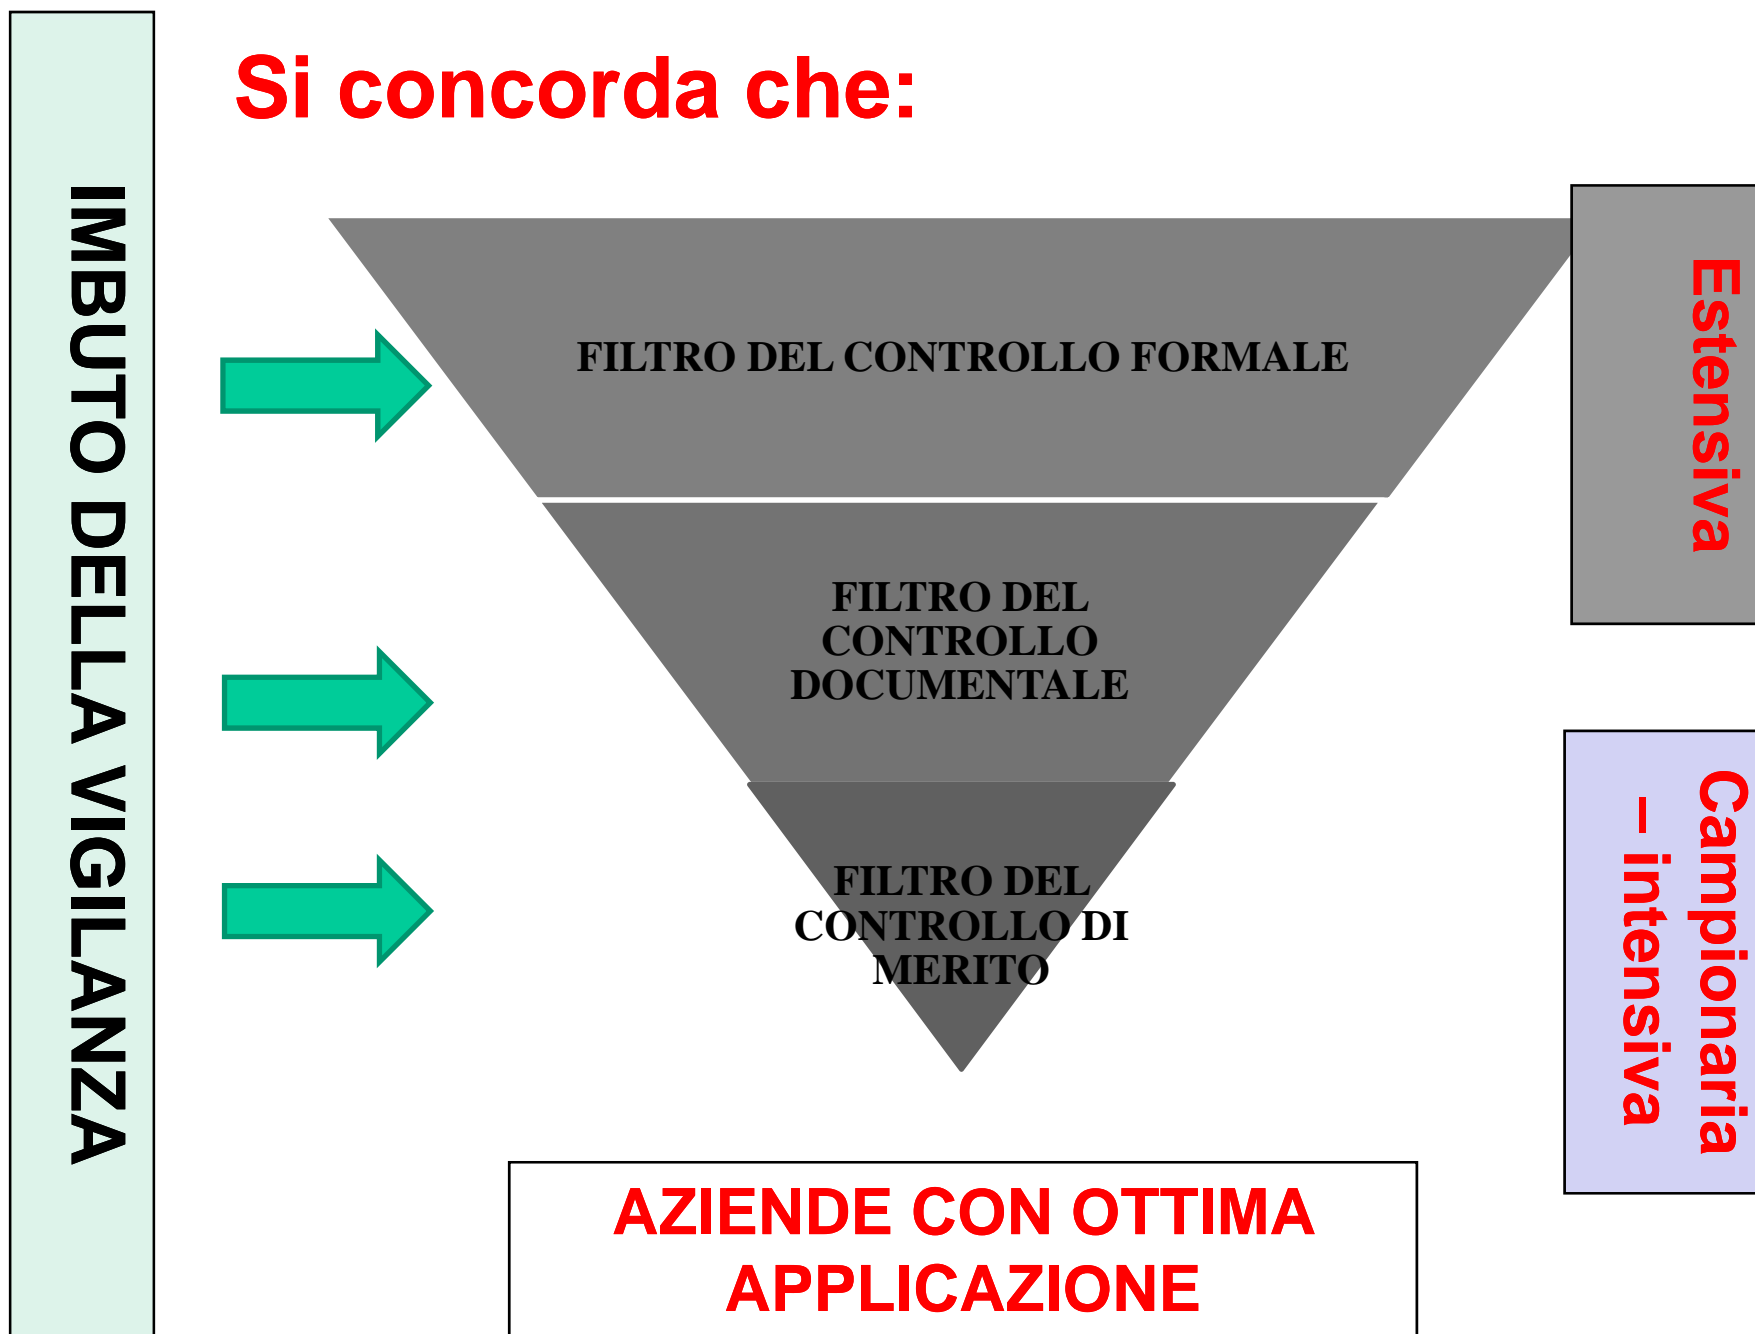 Si concorda che:
IMBUTO DELLA VIGILANZA
FILTRO DEL CONTROLLO FORMALE
FILTRO DEL
CONTROLLO
DOCUMENTALE
FILTRO DEL
CONTROLLO DI
MERITO
Estensiva
Campionaria
– intensiva
AZIENDE CON OTTIMA
APPLICAZIONE